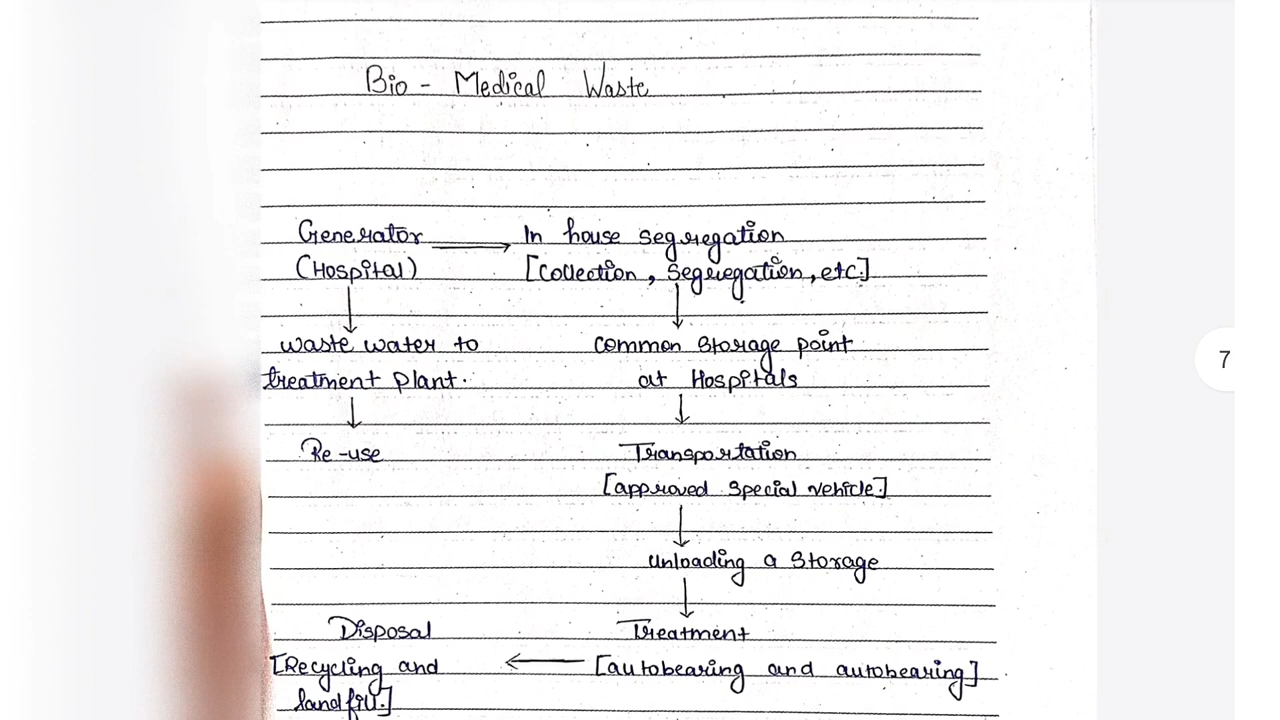 Bio - Medical Waste
Generator → In house segregation
(Hospital) [collection, segregation, etc.]
↓ ↓
waste water to common storage point
treatment plant. at Hospitals
↓ ↓
Re-use Transportation
[approved special vehicle.]
↓
unloading a storage
↓
Disposal Treatment
[Recycling and ← [autobearing and autobearing]
landfill.]
7